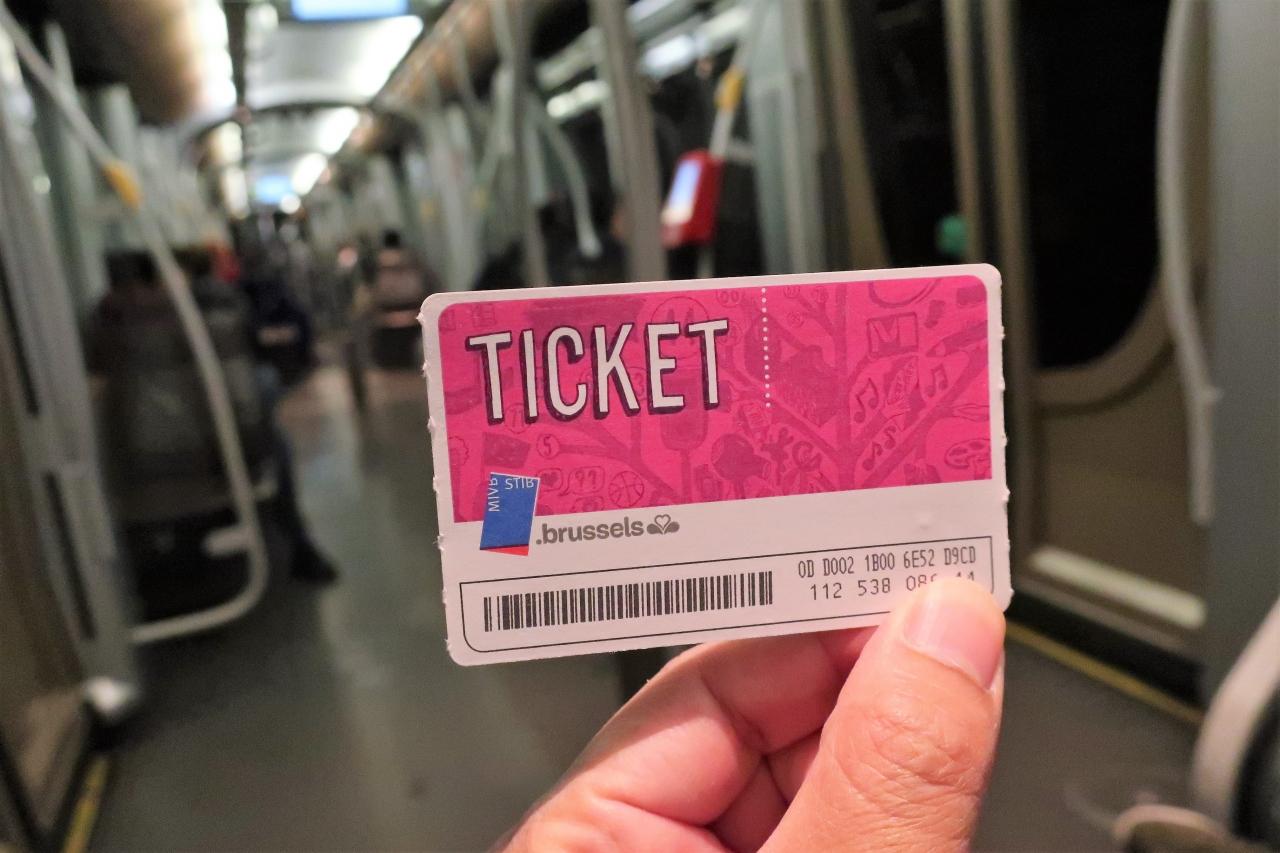 TICKET
MIVB STIB
.brussels
0D D002 1B00 6E52 D9CD
112 538